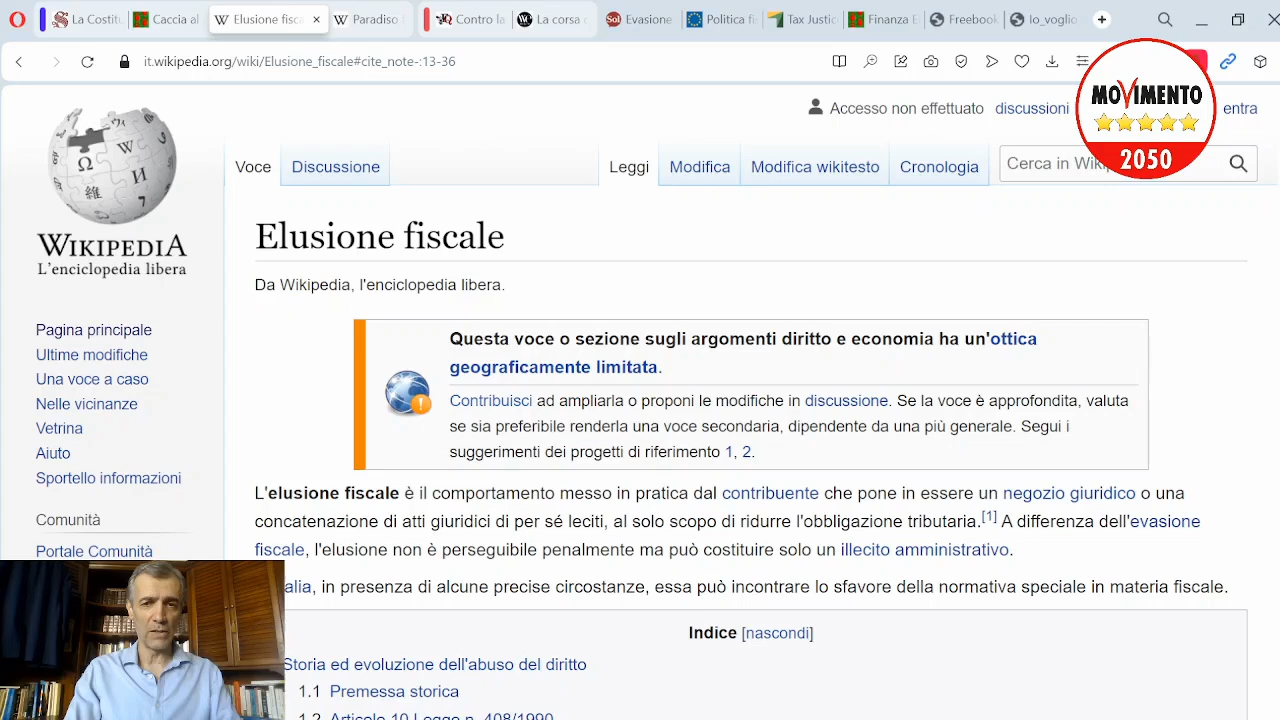 La Costitu
Caccia al
Elusione fisca
Paradiso f
Contro la
La corsa
Evasione
Politica fi
Tax Justic
Finanza E
Freebook
Io_voglio
it.wikipedia.org/wiki/Elusione_fiscale#cite_note-:13-36
Accesso non effettuato
discussioni
entra
MOVIMENTO
2050
Voce
Discussione
Leggi
Modifica
Modifica wikitesto
Cronologia
Cerca in Wiki
WIKIPEDIA
L'enciclopedia libera
Elusione fiscale
Da Wikipedia, l'enciclopedia libera.
Pagina principale
Ultime modifiche
Una voce a caso
Nelle vicinanze
Vetrina
Aiuto
Sportello informazioni
Comunità
Portale Comunità
Questa voce o sezione sugli argomenti diritto e economia ha un'ottica
geograficamente limitata.
Contribuisci ad ampliarla o proponi le modifiche in discussione. Se la voce è approfondita, valuta
se sia preferibile renderla una voce secondaria, dipendente da una più generale. Segui i
suggerimenti dei progetti di riferimento 1, 2.
L'elusione fiscale è il comportamento messo in pratica dal contribuente che pone in essere un negozio giuridico o una
concatenazione di atti giuridici di per sé leciti, al solo scopo di ridurre l'obbligazione tributaria.[1] A differenza dell'evasione
fiscale, l'elusione non è perseguibile penalmente ma può costituire solo un illecito amministrativo.
alia, in presenza di alcune precise circostanze, essa può incontrare lo sfavore della normativa speciale in materia fiscale.
Indice [nascondi]
Storia ed evoluzione dell'abuso del diritto
1.1 Premessa storica
1.2 Articolo 10 Legge n. 408/1990